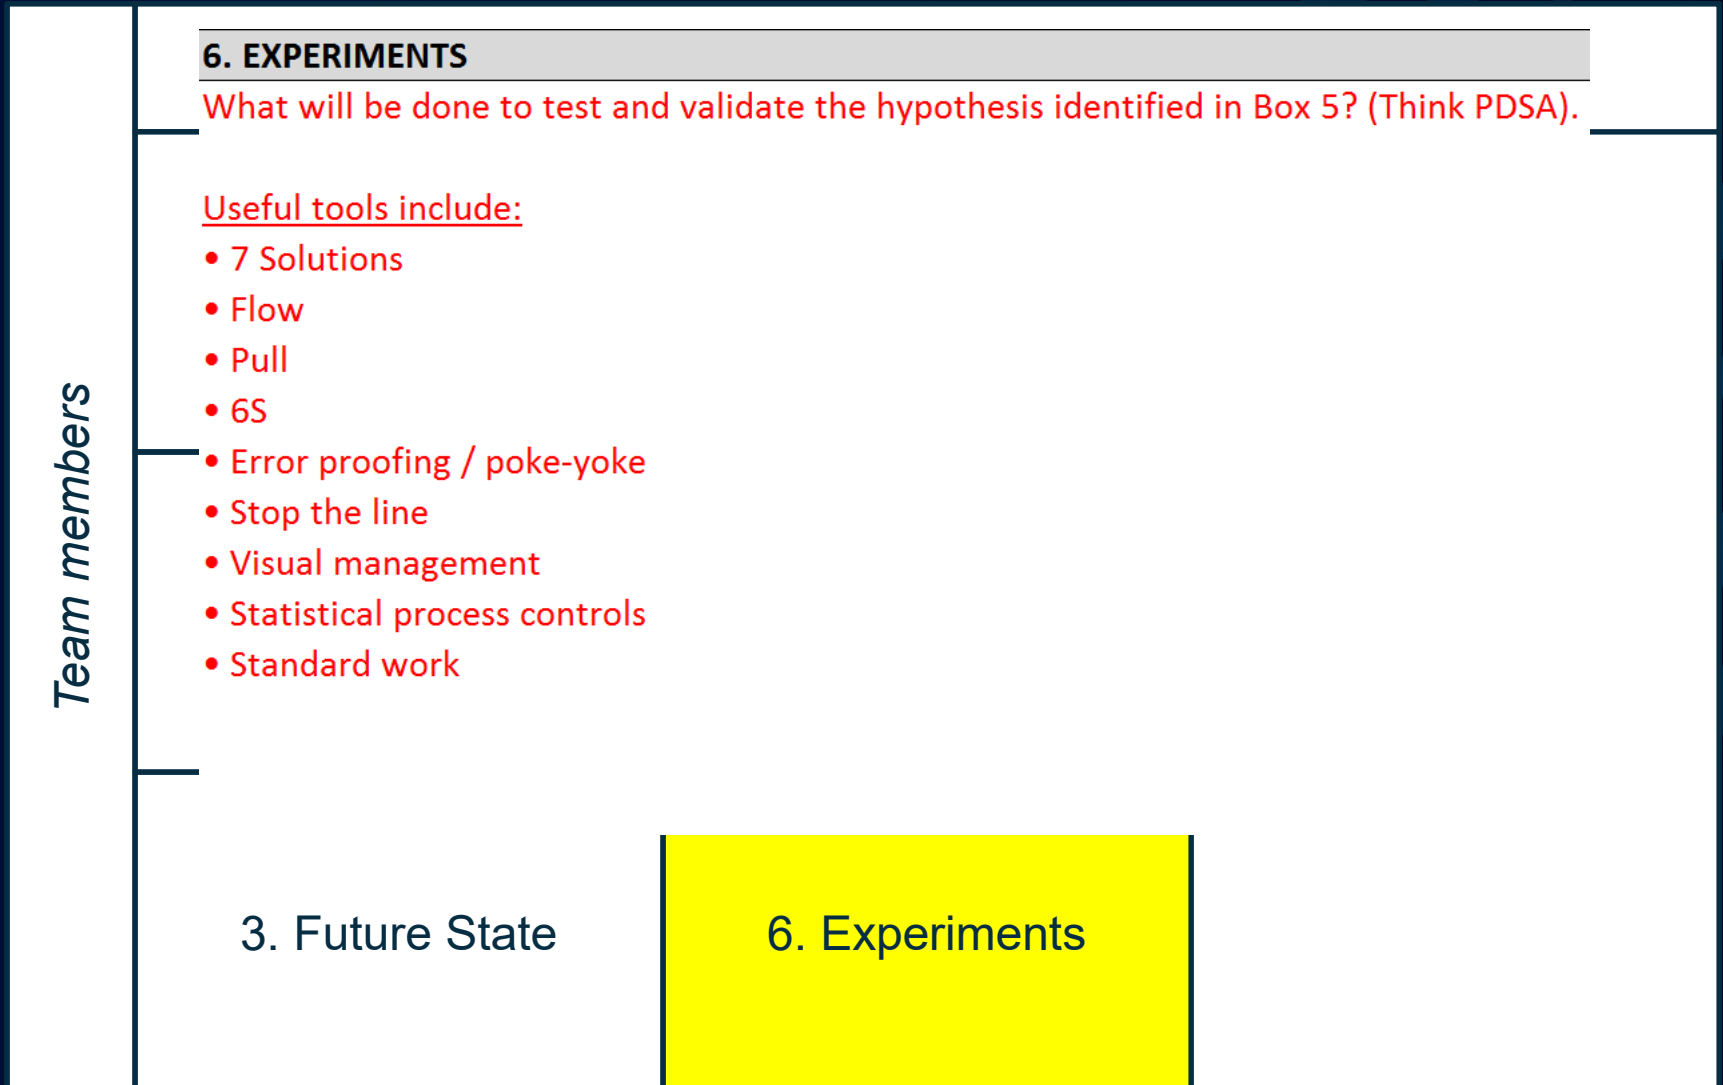 6. EXPERIMENTS
What will be done to test and validate the hypothesis identified in Box 5? (Think PDSA).
Useful tools include:
• 7 Solutions
• Flow
• Pull
• 6S
• Error proofing / poke-yoke
• Stop the line
• Visual management
• Statistical process controls
• Standard work
Team members
3. Future State
6. Experiments